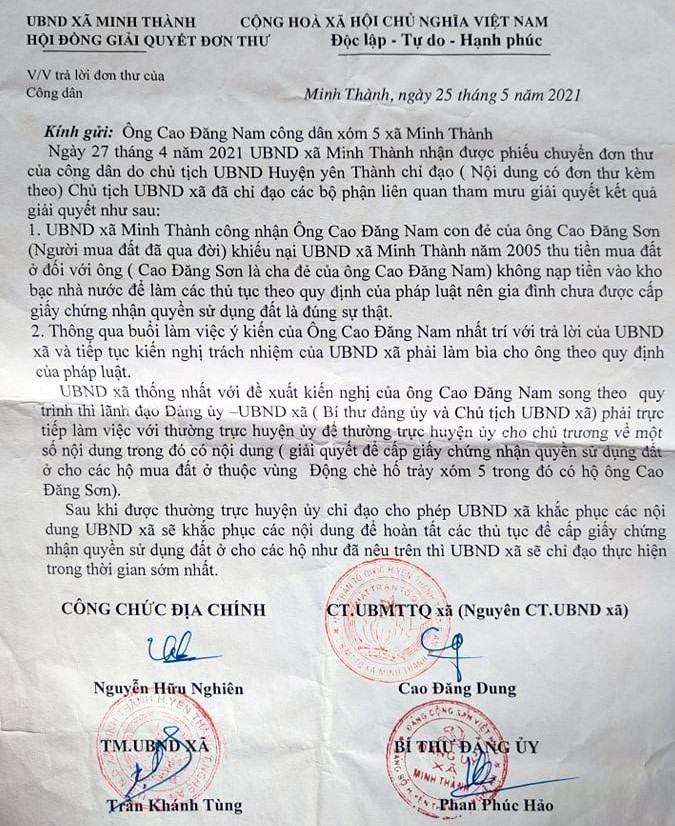 UBND XÃ MINH THÀNH CỘNG HOÀ XÃ HỘI CHỦ NGHĨA VIỆT NAM
HỘI ĐỒNG GIẢI QUYẾT ĐƠN THƯ Độc lập - Tự do - Hạnh phúc
V/V trả lời đơn thư của
Công dân Minh Thành, ngày 25 tháng 5 năm 2021
Kính gửi: Ông Cao Đăng Nam công dân xóm 5 xã Minh Thành
Ngày 27 tháng 4 năm 2021 UBND xã Minh Thành nhận được phiếu chuyển đơn thư
của công dân do chủ tịch UBND Huyện yên Thành chỉ đạo ( Nội dung có đơn thư kèm
theo) Chủ tịch UBND xã đã chỉ đạo các bộ phận liên quan tham mưu giải quyết kết quả
giải quyết như sau:
1. UBND xã Minh Thành công nhận Ông Cao Đăng Nam con đẻ của ông Cao Đăng Sơn
(Người mua đất đã qua đời) khiếu nại UBND xã Minh Thành năm 2005 thu tiền mua đất
ở đối với ông ( Cao Đăng Sơn là cha đẻ của ông Cao Đăng Nam) không nạp tiền vào kho
bạc nhà nước để làm các thủ tục theo quy định của pháp luật nên gia đình chưa được cấp
giấy chứng nhận quyền sử dụng đất là đúng sự thật.
2. Thông qua buổi làm việc ý kiến của Ông Cao Đăng Nam nhất trí với trả lời của UBND
xã và tiếp tục kiến nghị trách nhiệm của UBND xã phải làm bìa cho ông theo quy định
của pháp luật.
UBND xã thống nhất với đề xuất kiến nghị của ông Cao Đăng Nam song theo quy
trình thì lãnh đạo Đảng ủy –UBND xã ( Bí thư đảng ủy và Chủ tịch UBND xã) phải trực
tiếp làm việc với thường trực huyện ủy để thường trực huyện ủy cho chủ trương về một
số nội dung trong đó có nội dung ( giải quyết để cấp giấy chứng nhận quyền sử dụng đất
ở cho các hộ mua đất ở thuộc vùng Động chè hố trảy xóm 5 trong đó có hộ ông Cao
Đăng Sơn).
Sau khi được thường trực huyện ủy chỉ đạo cho phép UBND xã khắc phục các nội
dung UBND xã sẽ khắc phục các nội dung để hoàn tất các thủ tục để cấp giấy chứng
nhận quyền sử dụng đất ở cho các hộ như đã nêu trên thì UBND xã sẽ chỉ đạo thực hiện
trong thời gian sớm nhất.
CÔNG CHỨC ĐỊA CHÍNH CT.UBMTTQ xã (Nguyên CT.UBND xã)
Nguyễn Hữu Nghiên Cao Đăng Dung
TM.UBND XÃ BÍ THƯ ĐẢNG ỦY
ĐẢNG ỦY
XÃ
MINH THÀNH
Trần Khánh Tùng Phan Phúc Hảo